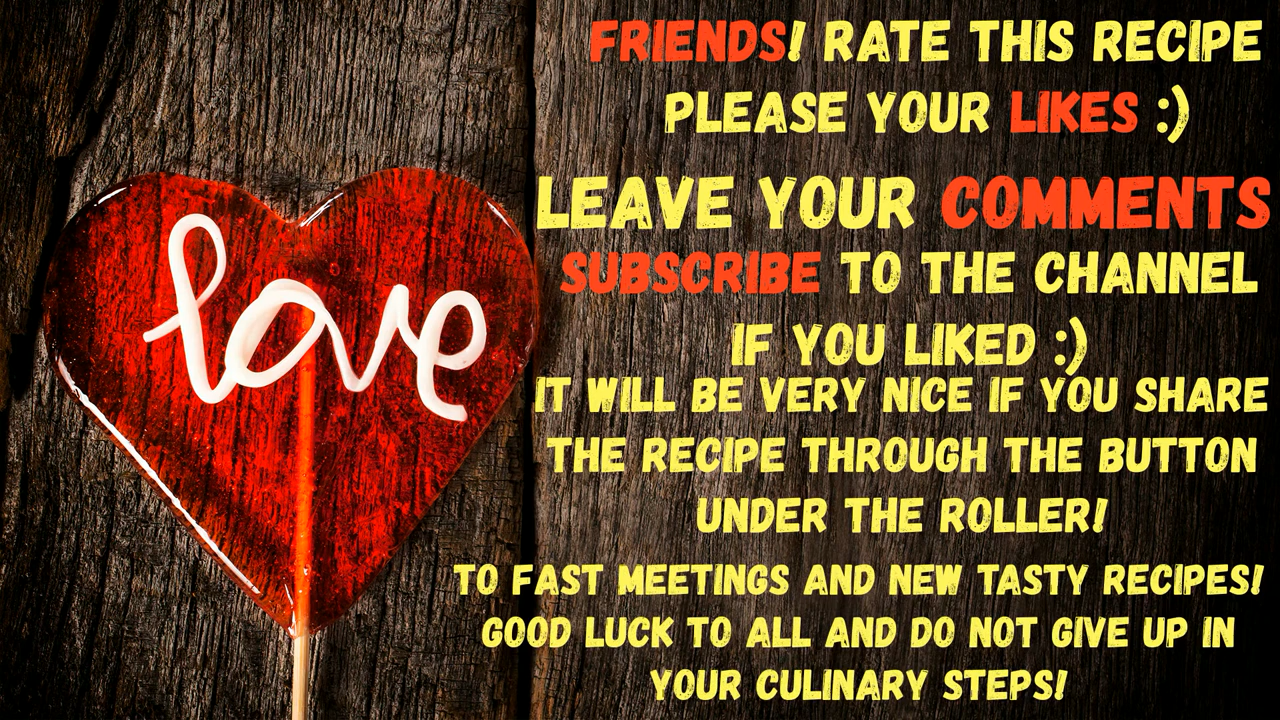 love
FRIENDS! RATE THIS RECIPE
PLEASE YOUR LIKES :)
LEAVE YOUR COMMENTS
SUBSCRIBE TO THE CHANNEL
IF YOU LIKED :)
IT WILL BE VERY NICE IF YOU SHARE
THE RECIPE THROUGH THE BUTTON
UNDER THE ROLLER!
TO FAST MEETINGS AND NEW TASTY RECIPES!
GOOD LUCK TO ALL AND DO NOT GIVE UP IN
YOUR CULINARY STEPS!